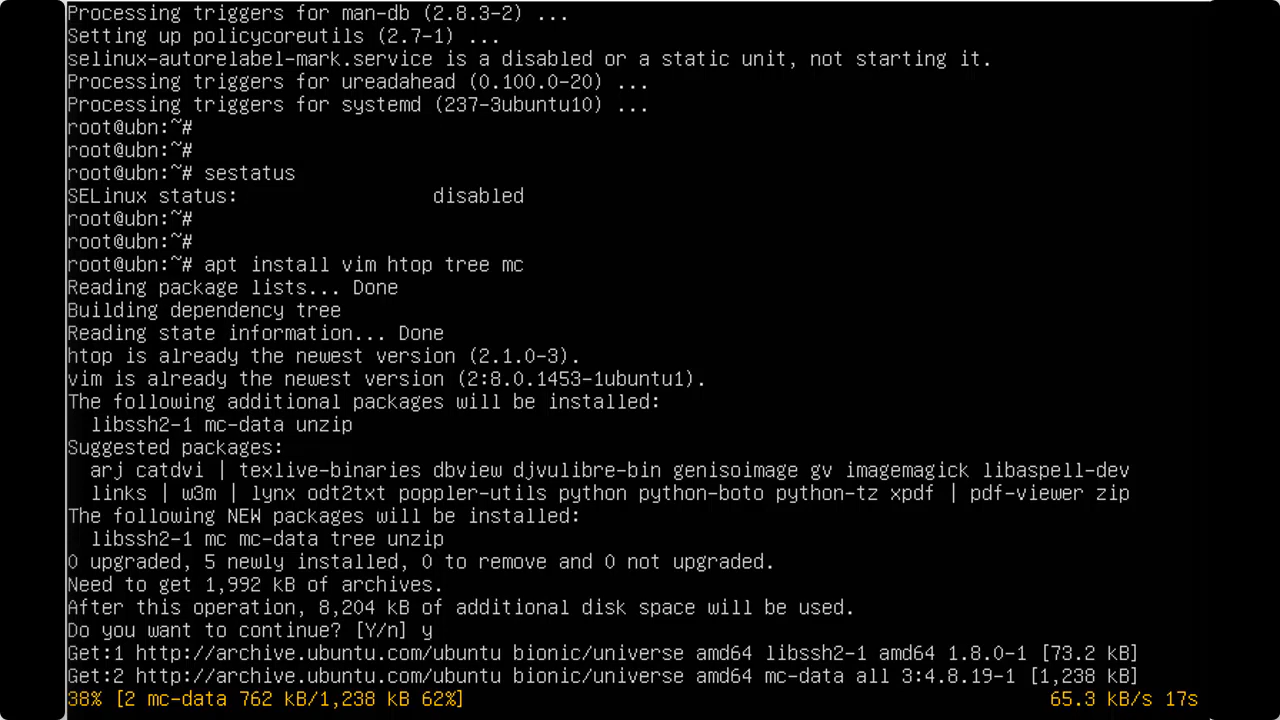 Processing triggers for man-db (2.8.3-2) ...
Setting up policycoreutils (2.7-1) ...
selinux-autorelabel-mark.service is a disabled or a static unit, not starting it.
Processing triggers for ureadahead (0.100.0-20) ...
Processing triggers for systemd (237-3ubuntu10) ...
root@ubn:~#
root@ubn:~#
root@ubn:~# sestatus
SELinux status:                 disabled
root@ubn:~#
root@ubn:~#
root@ubn:~# apt install vim htop tree mc
Reading package lists... Done
Building dependency tree
Reading state information... Done
htop is already the newest version (2.1.0-3).
vim is already the newest version (2:8.0.1453-1ubuntu1).
The following additional packages will be installed:
  libssh2-1 mc-data unzip
Suggested packages:
  arj catdvi | texlive-binaries dbview djvulibre-bin genisoimage gv imagemagick libaspell-dev
  links | w3m | lynx odt2txt poppler-utils python python-boto python-tz xpdf | pdf-viewer zip
The following NEW packages will be installed:
  libssh2-1 mc mc-data tree unzip
0 upgraded, 5 newly installed, 0 to remove and 0 not upgraded.
Need to get 1,992 kB of archives.
After this operation, 8,204 kB of additional disk space will be used.
Do you want to continue? [Y/n] y
Get:1 http://archive.ubuntu.com/ubuntu bionic/universe amd64 libssh2-1 amd64 1.8.0-1 [73.2 kB]
Get:2 http://archive.ubuntu.com/ubuntu bionic/universe amd64 mc-data all 3:4.8.19-1 [1,238 kB]
38% [2 mc-data 762 kB/1,238 kB 62%] 65.3 kB/s 17s